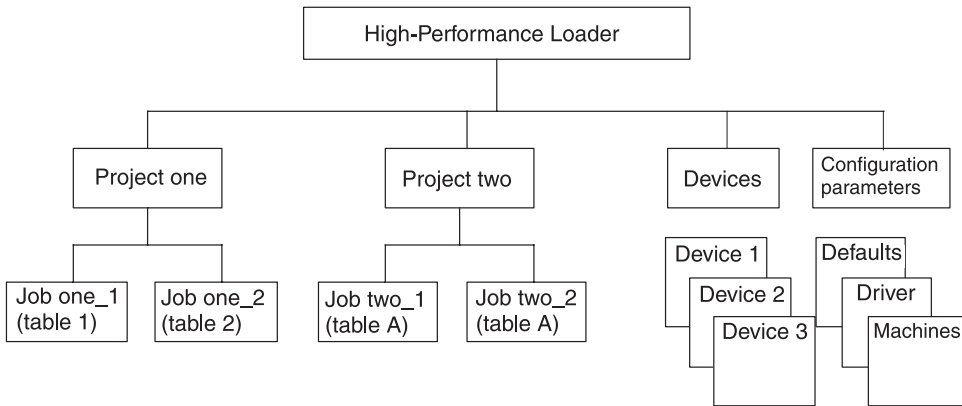 High-Performance Loader
Project one
Project two
Devices
Configuration
parameters
Job one_1
(table 1)
Job one_2
(table 2)
Job two_1
(table A)
Job two_2
(table A)
Device 1
Device 2
Device 3
Defaults
Driver
Machines